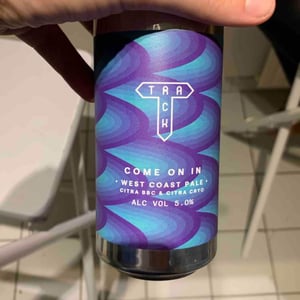 TRACK
COME ON IN
• WEST COAST PALE •
CITRA BBC & CITRA CRYO
ALC VOL 5.0%